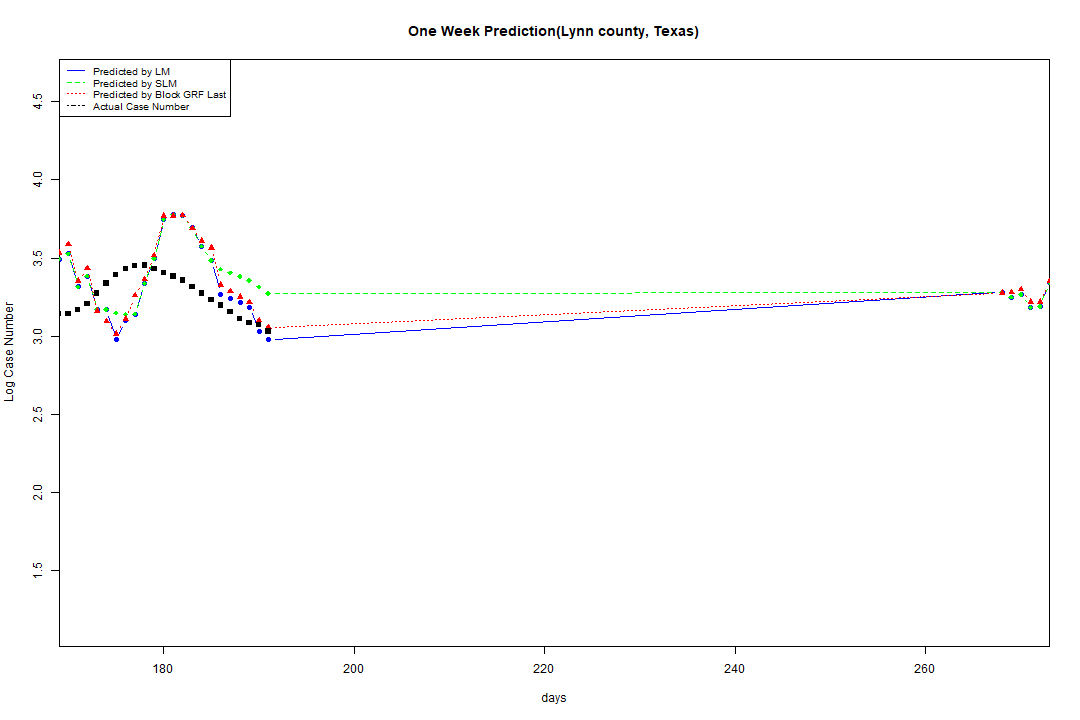 One Week Prediction(Lynn county, Texas)
Predicted by LM
Predicted by SLM
Predicted by Block GRF Last
Actual Case Number
4.5
4.0
3.5
3.0
2.5
2.0
1.5
Log Case Number
180
200
220
240
260
days